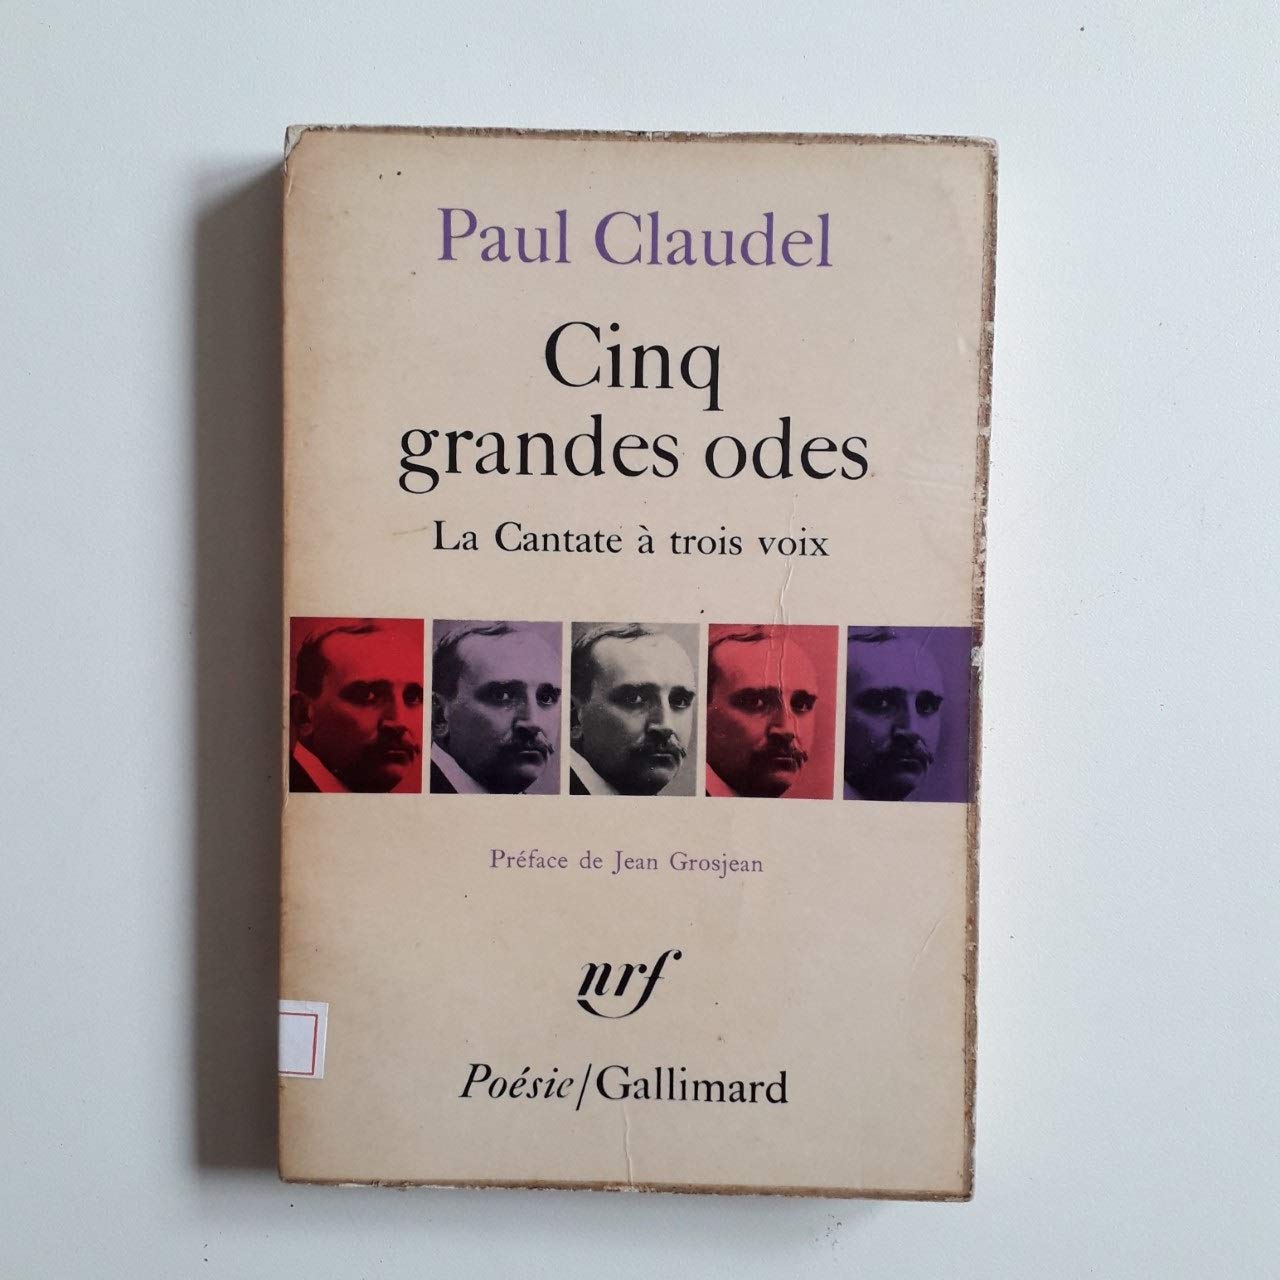 Paul Claudel
Cinq
grandes odes
La Cantate à trois voix
Préface de Jean Grosjean
nrf
Poésie/Gallimard